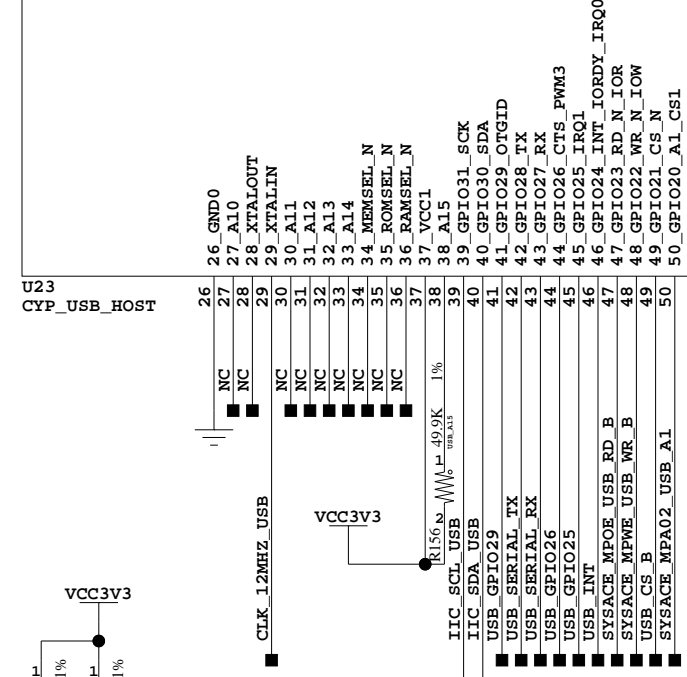 26_GND0
27_A10
28_XTALOUT
29_XTALIN
30_A11
31_A12
32_A13
33_A14
34_MEMSEL_N
35_ROMSEL_N
36_RAMSEL_N
37_VCC1
38_A15
39_GPIO31_SCK
40_GPIO30_SDA
41_GPIO29_OTGID
42_GPIO28_TX
43_GPIO27_RX
44_GPIO26_CTS_PWM3
45_GPIO25_IRQ1
46_GPIO24_INT_IORDY_IRQ0
47_GPIO23_RD_N_IOR
48_GPIO22_WR_N_IOW
49_GPIO21_CS_N
50_GPIO20_A1_CS1
U23
CYP_USB_HOST
26
27
28
29
30
31
32
33
34
35
36
37
38
39
40
41
42
43
44
45
46
47
48
49
50
NC
NC
NC
NC
NC
NC
NC
NC
NC
49.9K 1%
USB_A15
1
2
R156
VCC3V3
CLK_12MHZ_USB
IIC_SCL_USB
IIC_SDA_USB
USB_GPIO29
USB_SERIAL_TX
USB_SERIAL_RX
USB_GPIO26
USB_GPIO25
USB_INT
SYSACE_MPOE_USB_RD_B
SYSACE_MPWE_USB_WR_B
USB_CS_B
SYSACE_MPA02_USB_A1
VCC3V3
1
1%
1
1%